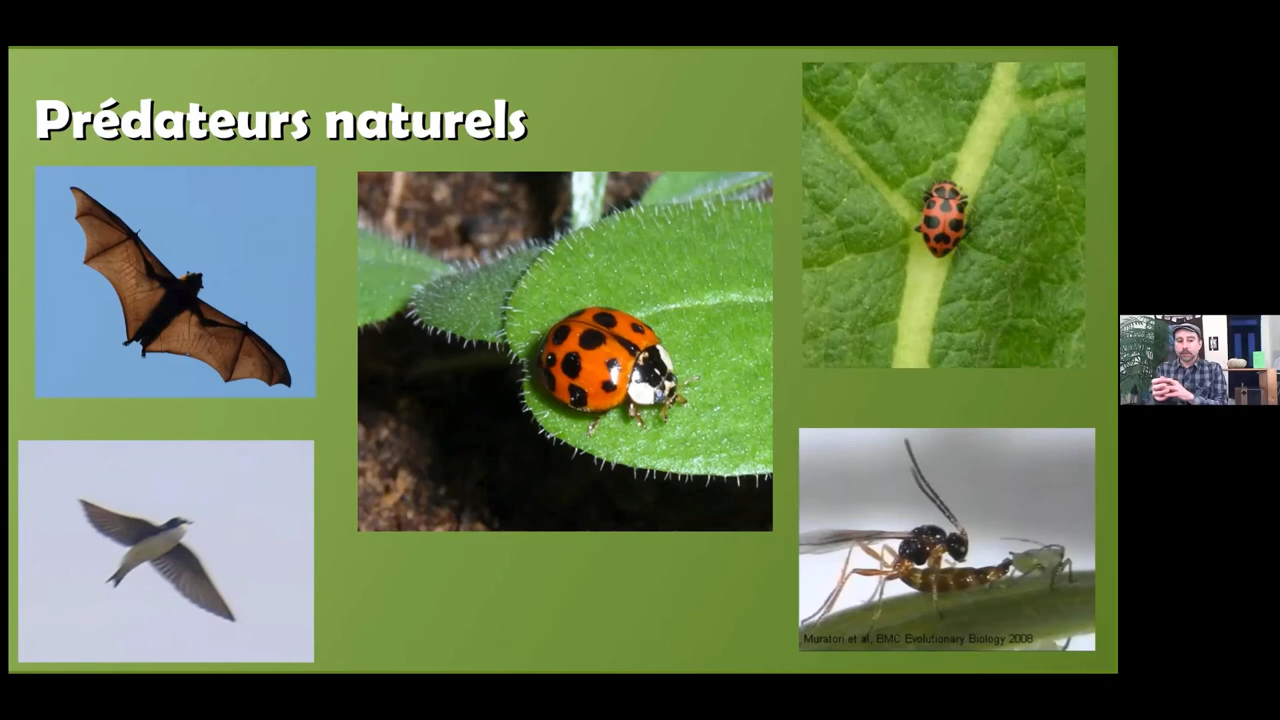 Prédateurs naturels
Muratori et al, BMC Evolutionary Biology 2008